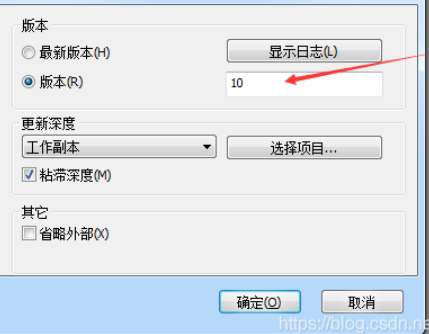 版本
最新版本(H)
显示日志(L)
版本(R)
10
更新深度
工作副本
选择项目...
粘滞深度(M)
其它
省略外部(X)
确定(O)
取消
https://blog.csdn.ne